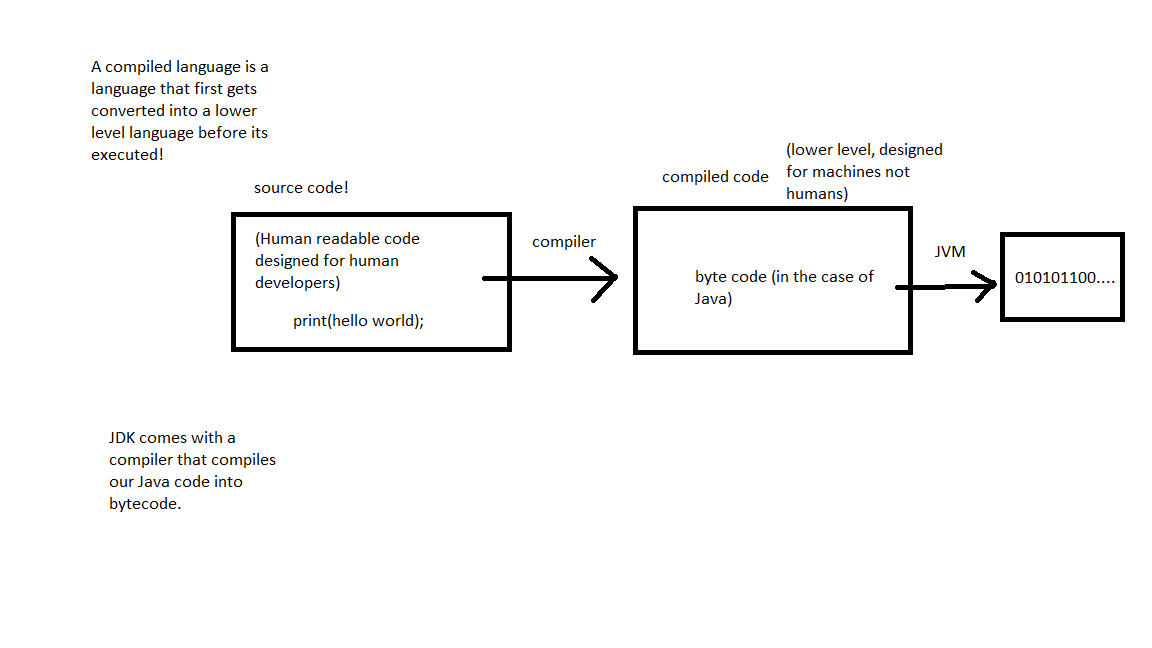 A compiled language is a
language that first gets
converted into a lower
level language before its
executed!
source code!
(Human readable code
designed for human
developers)
print(hello world);
compiler
compiled code
(lower level, designed
for machines not
humans)
byte code (in the case of
Java)
JVM
010101100....
JDK comes with a
compiler that compiles
our Java code into
bytecode.